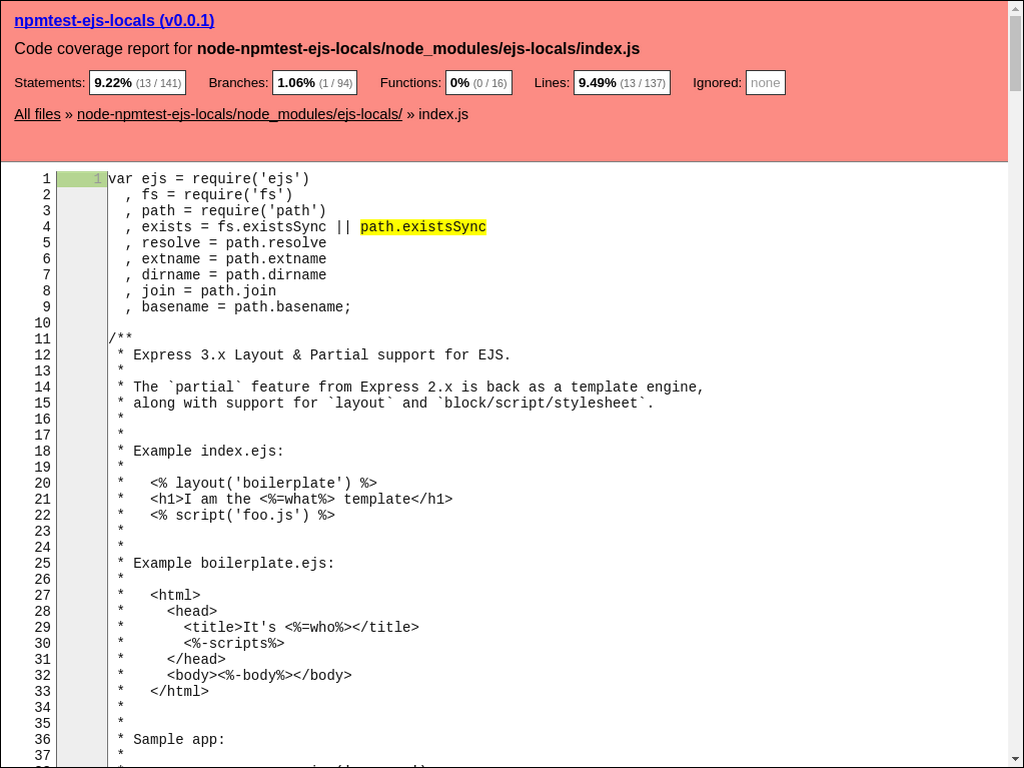 npmtest-ejs-locals (v0.0.1)
Code coverage report for node-npmtest-ejs-locals/node_modules/ejs-locals/index.js
Statements: 9.22% (13 / 141) Branches: 1.06% (1 / 94) Functions: 0% (0 / 16) Lines: 9.49% (13 / 137) Ignored: none
All files » node-npmtest-ejs-locals/node_modules/ejs-locals/ » index.js
1 1 var ejs = require('ejs')
2   , fs = require('fs')
3   , path = require('path')
4   , exists = fs.existsSync || path.existsSync
5   , resolve = path.resolve
6   , extname = path.extname
7   , dirname = path.dirname
8   , join = path.join
9   , basename = path.basename;
10
11 /**
12  * Express 3.x Layout & Partial support for EJS.
13  *
14  * The `partial` feature from Express 2.x is back as a template engine,
15  * along with support for `layout` and `block/script/stylesheet`.
16  *
17  *
18  * Example index.ejs:
19  *
20  *   <% layout('boilerplate') %>
21  *   <h1>I am the <%=what%> template</h1>
22  *   <% script('foo.js') %>
23  *
24  *
25  * Example boilerplate.ejs:
26  *
27  *   <html>
28  *     <head>
29  *       <title>It's <%=who%></title>
30  *       <%-scripts%>
31  *     </head>
32  *     <body><%-body%></body>
33  *   </html>
34  *
35  *
36  * Sample app:
37  *